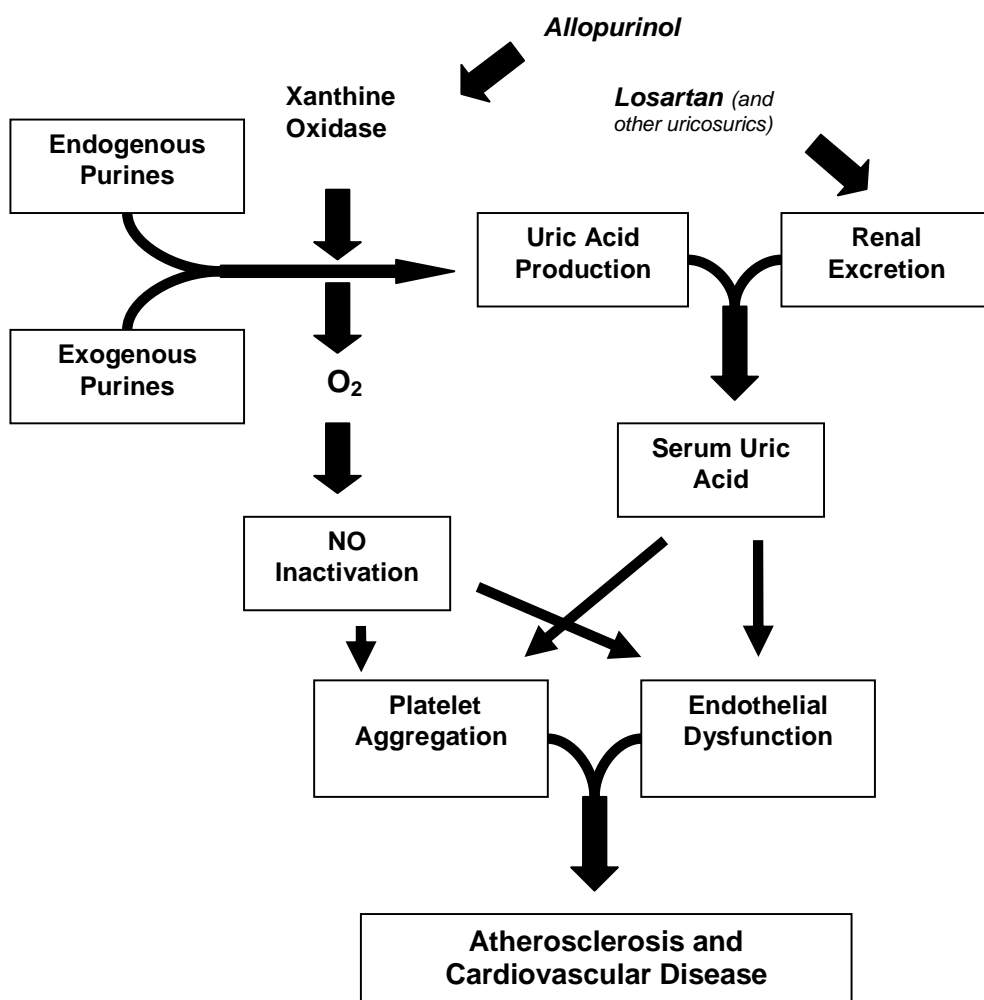 Allopurinol
Xanthine
Oxidase
Losartan (and
other uricosurics)
Endogenous
Purines
Uric Acid
Production
Renal
Excretion
Exogenous
Purines
O₂
Serum Uric
Acid
NO
Inactivation
Platelet
Aggregation
Endothelial
Dysfunction
Atherosclerosis and
Cardiovascular Disease